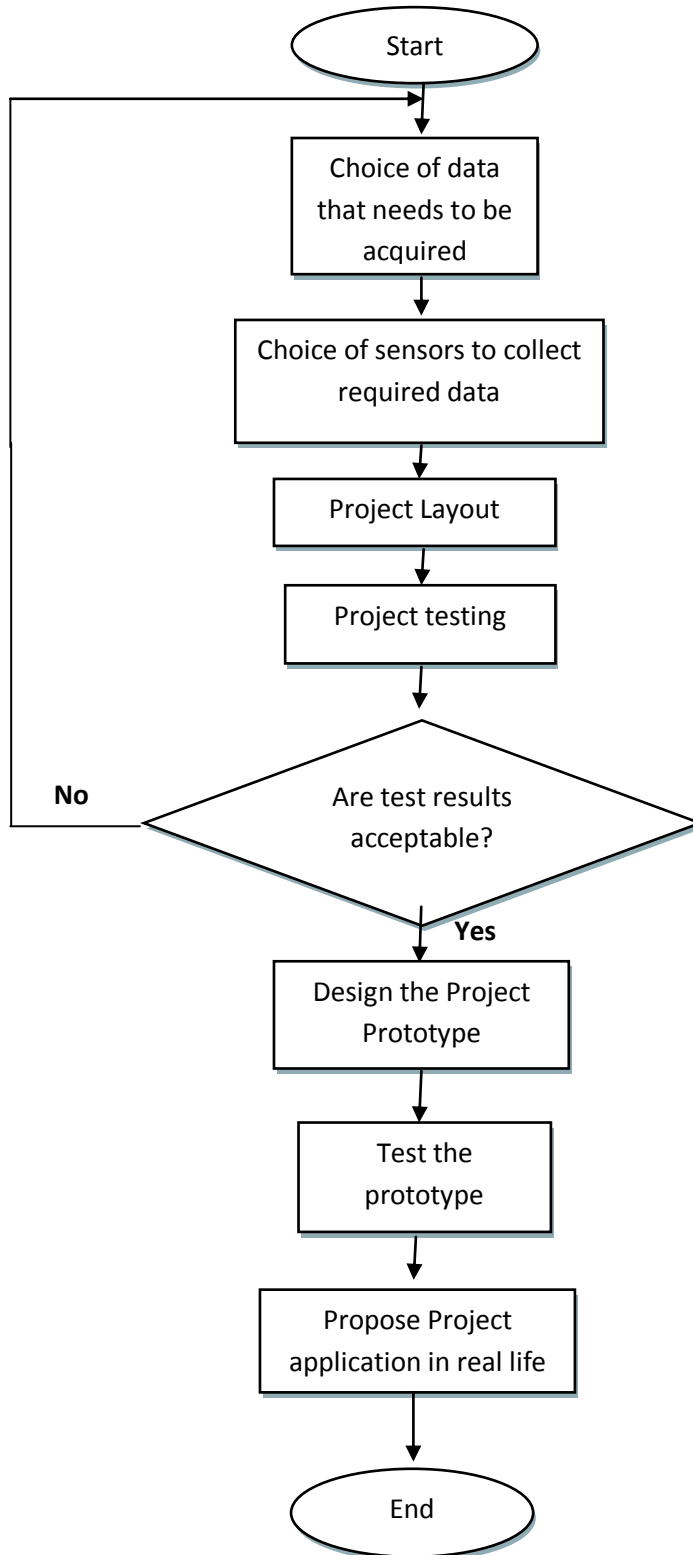 Start
Choice of data
that needs to be
acquired
Choice of sensors to collect
required data
Project Layout
Project testing
Are test results
acceptable?
No
Yes
Design the Project
Prototype
Test the
prototype
Propose Project
application in real life
End